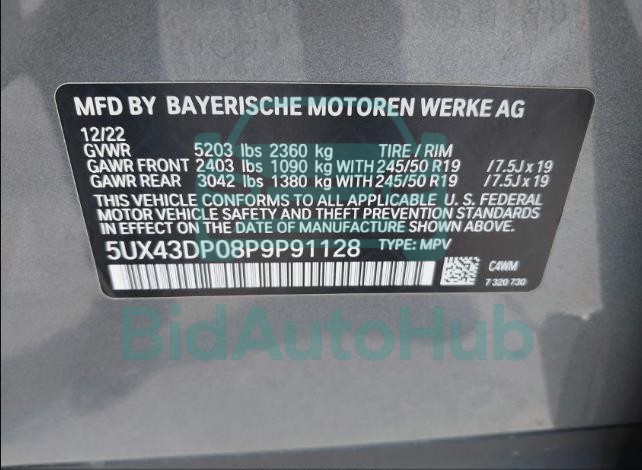 MFD BY BAYERISCHE MOTOREN WERKE AG
12/22
GVWR 5203 lbs 2360 kg TIRE / RIM
GAWR FRONT 2403 lbs 1090 kg WITH 245/50 R19 /7.5J x 19
GAWR REAR 3042 lbs 1380 kg WITH 245/50 R19 /7.5J x 19
THIS VEHICLE CONFORMS TO ALL APPLICABLE U. S. FEDERAL
MOTOR VEHICLE SAFETY AND THEFT PREVENTION
STANDARDS IN EFFECT ON THE DATE OF MANUFACTURE SHOWN ABOVE.
5UX43DP08P9P91128 TYPE: MPV
C4WM
7 320 730
BidAutoHub